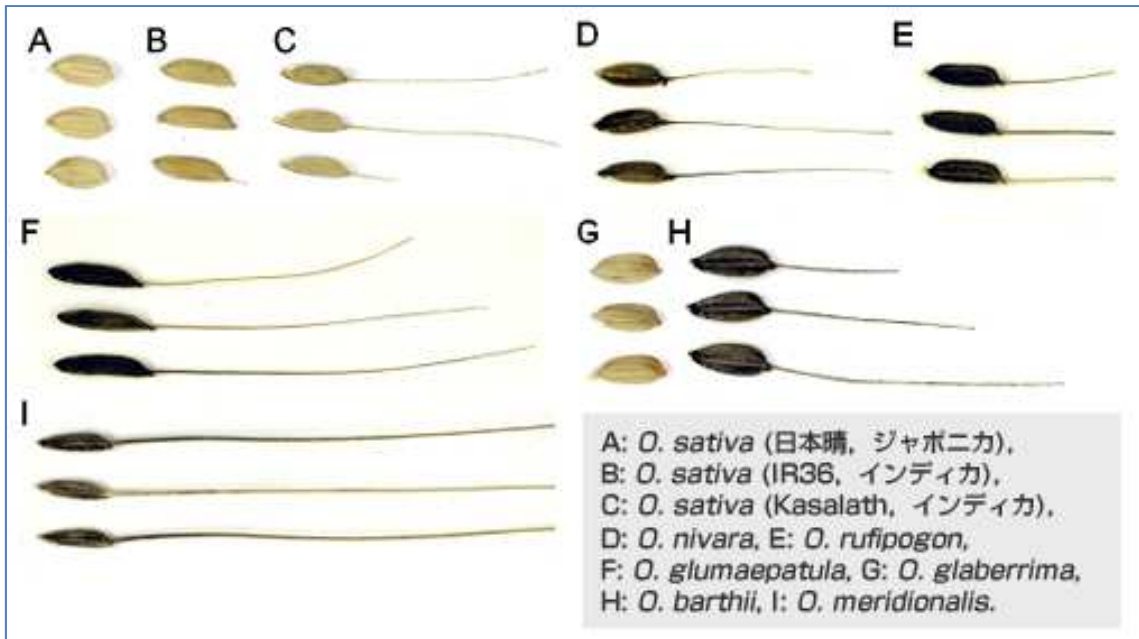 A B C D E
F G H
I
A: O. sativa (日本晴, ジャポニカ),
B: O. sativa (IR36, インディカ),
C: O. sativa (Kasalath, インディカ),
D: O. nivara, E: O. rufipogon,
F: O. glumaepatula, G: O. glaberrima,
H: O. barthii, I: O. meridionalis.